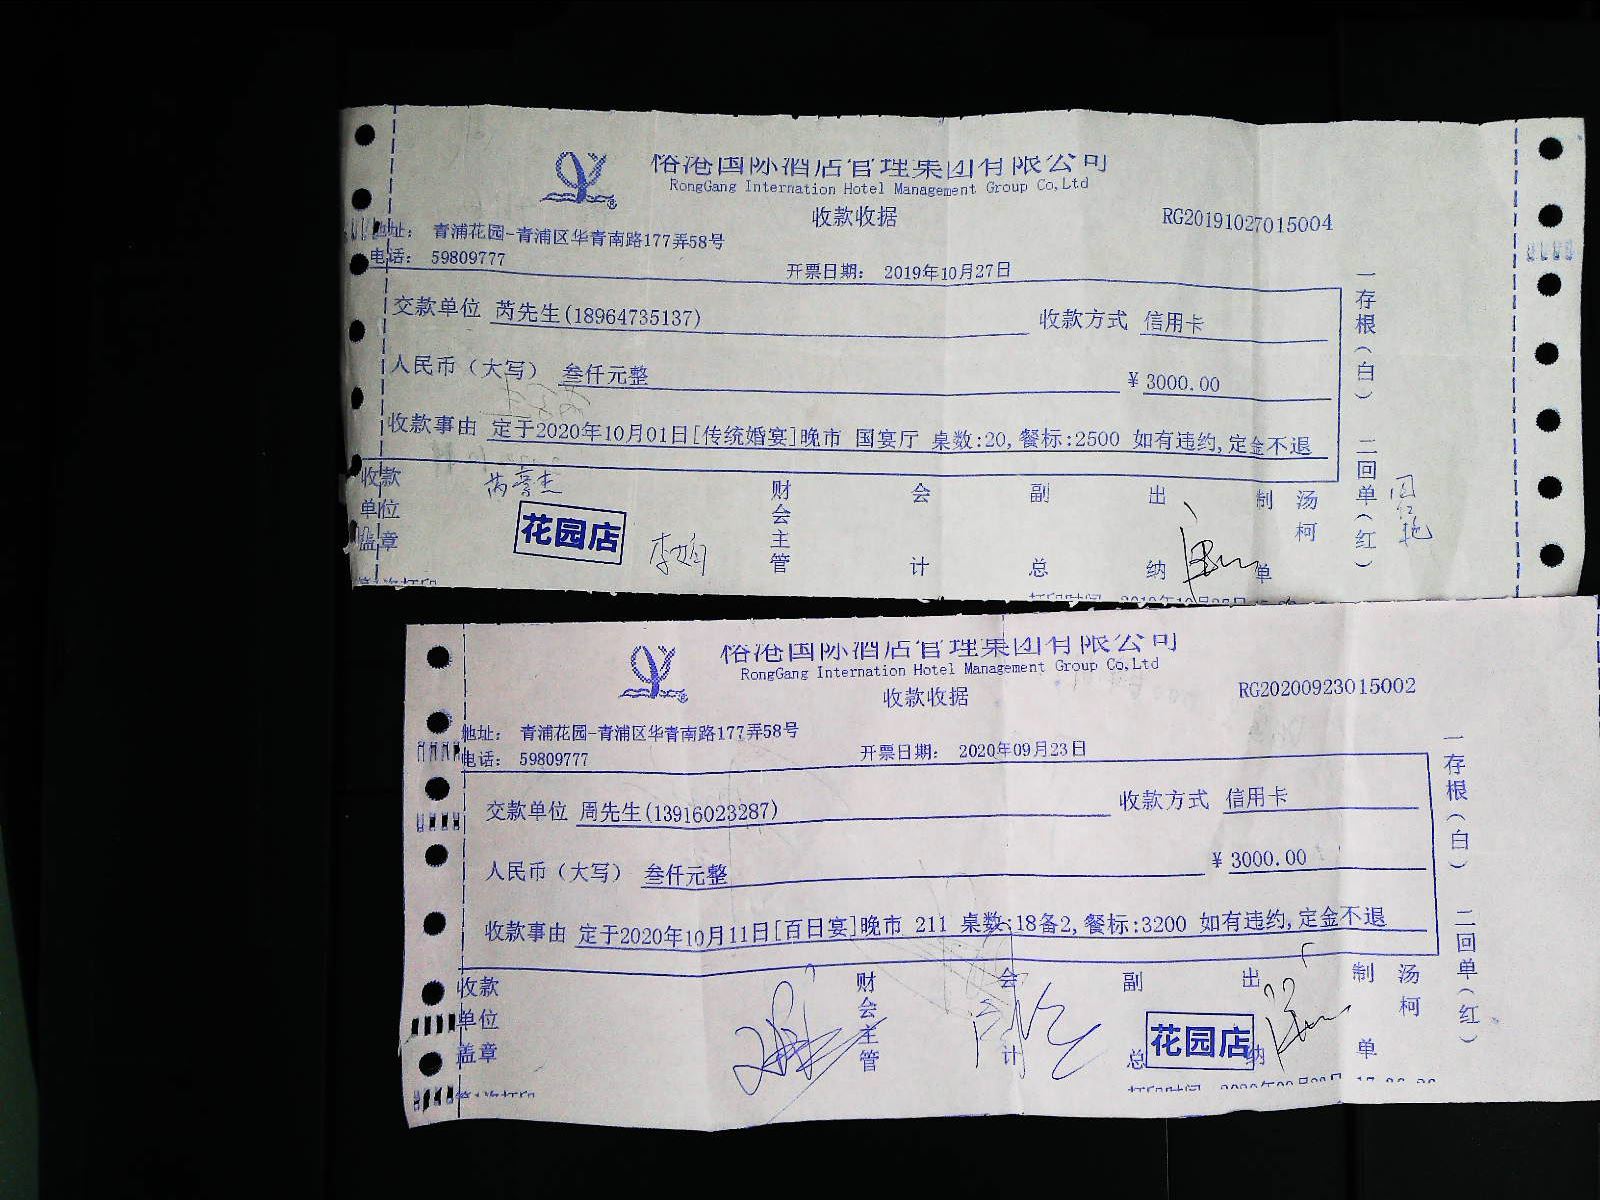 俗港国际酒店管理集团有限公司
RongGang Internation Hotel Management Group Co,Ltd
收款收据
RG20191027015004
地址： 青浦花园-青浦区华青南路177弄58号
电话： 59809777
开票日期： 2019年10月27日
交款单位 芮先生(18964735137) 收款方式 信用卡
人民币（大写） 叁仟元整 ¥ 3000.00
收款事由 定于2020年10月01日[传统婚宴]晚市 国宴厅 桌数:20,餐标:2500 如有违约,定金不退
收款单位盖章 财会主管 会计 副总 出纳 制单 汤柯
花园店
一存根（白） 二回单（红）
俗港国际酒店管理集团有限公司
RongGang Internation Hotel Management Group Co,Ltd
收款收据
RG20200923015002
地址： 青浦花园-青浦区华青南路177弄58号
电话： 59809777
开票日期： 2020年09月23日
交款单位 周先生(13916023287) 收款方式 信用卡
人民币（大写） 叁仟元整 ¥ 3000.00
收款事由 定于2020年10月11日[百日宴]晚市 211 桌数:18备2,餐标:3200 如有违约,定金不退
收款单位盖章 财会主管 会计 副总 出纳 制单 汤柯
花园店
一存根（白） 二回单（红）